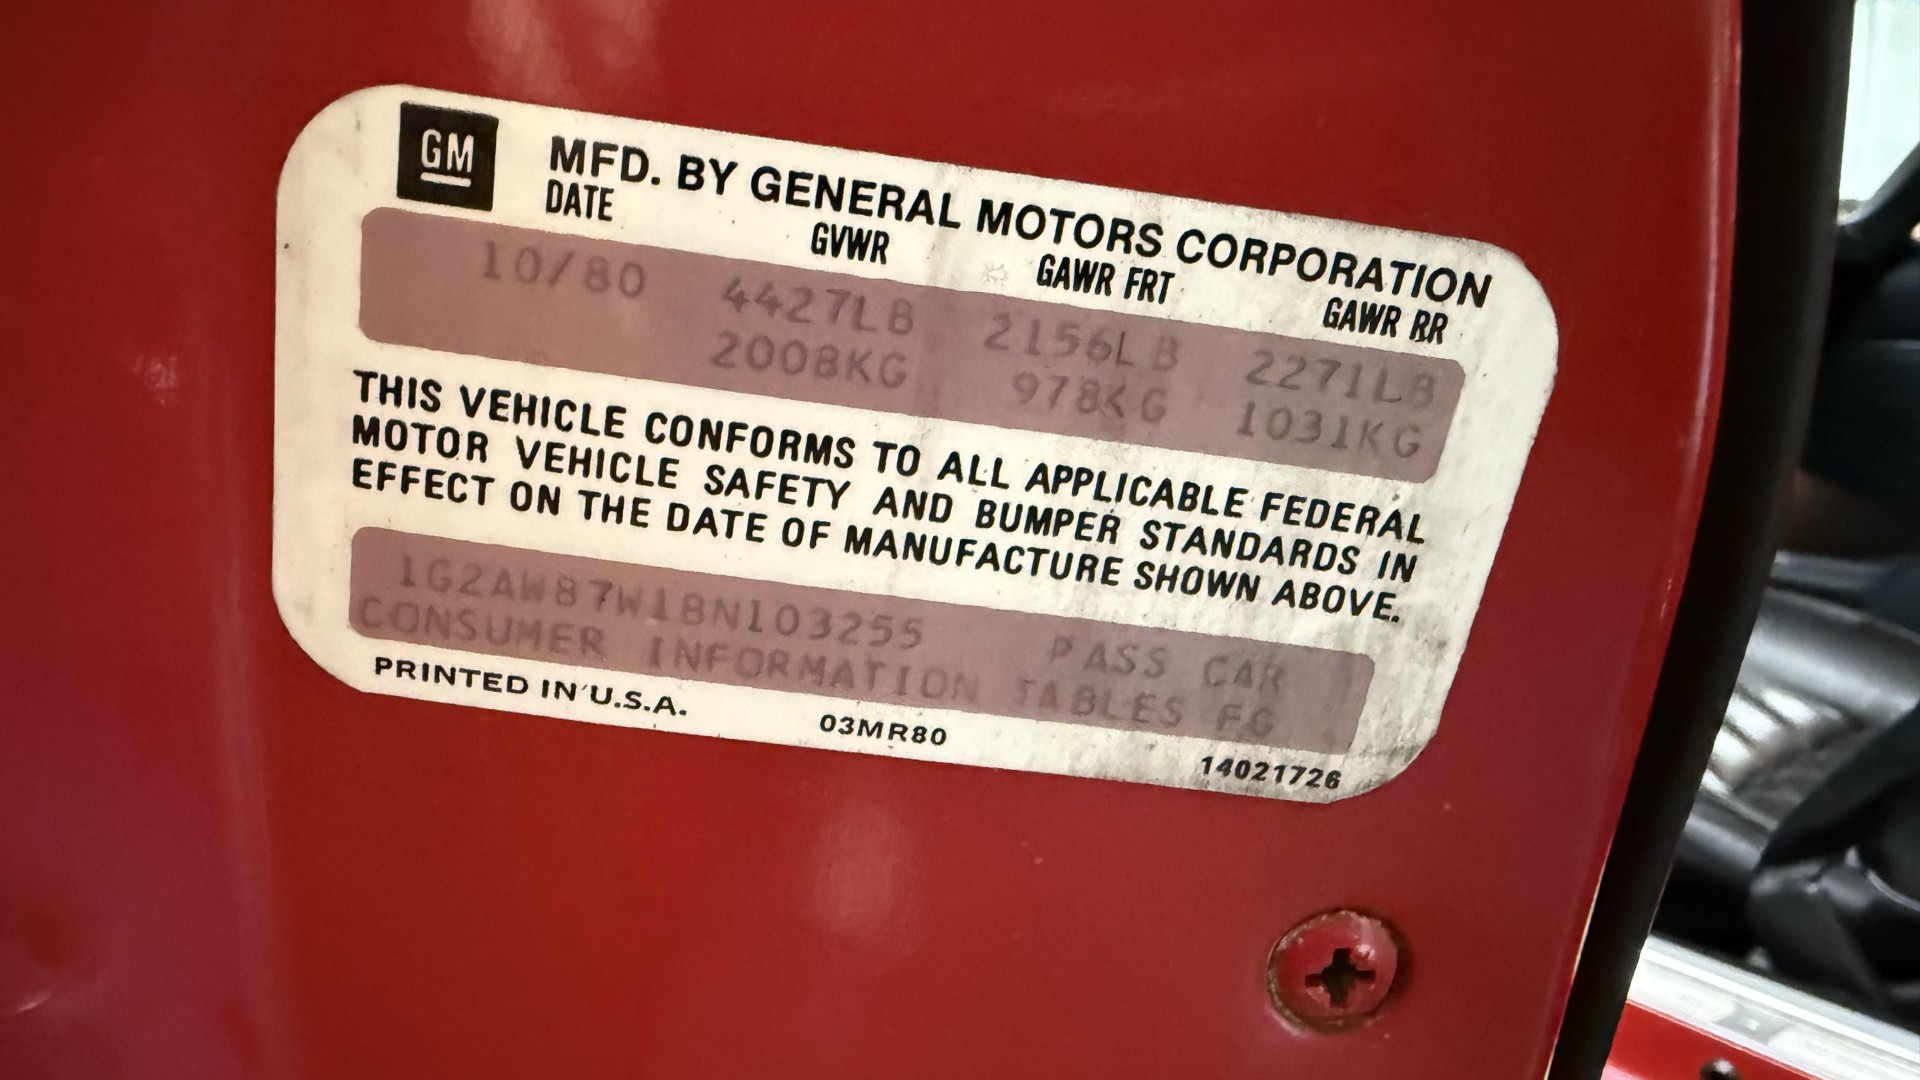 GM
MFD. BY GENERAL MOTORS CORPORATION
DATE GVWR GAWR FRT GAWR RR
10/80 4427LB 2156LB 2271LB
2008KG 978KG 1031KG
THIS VEHICLE CONFORMS TO ALL APPLICABLE FEDERAL
MOTOR VEHICLE SAFETY AND BUMPER STANDARDS IN
EFFECT ON THE DATE OF MANUFACTURE SHOWN ABOVE.
1G2AW87W1BN103255 PASS CAR
CONSUMER INFORMATION TABLES FG
PRINTED IN U.S.A. 03MR80 14021726